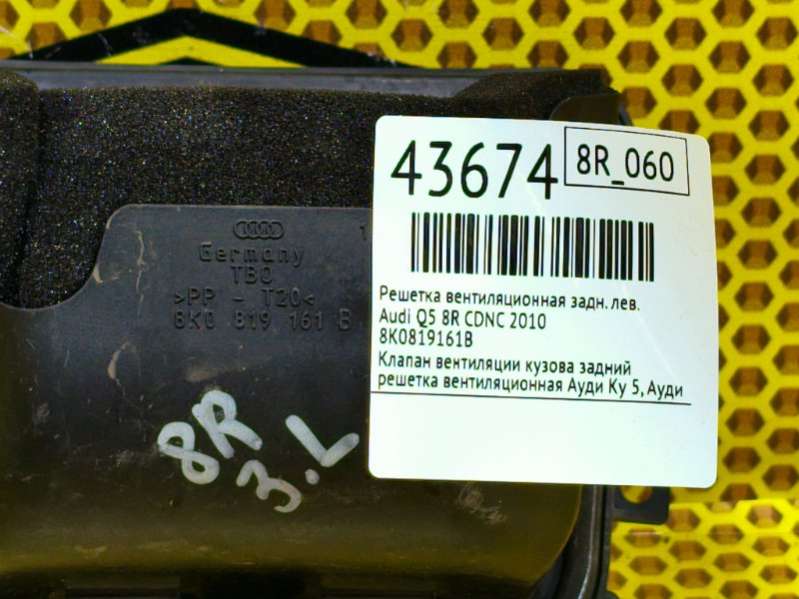 43674
8R_060
Решетка вентиляционная задн. лев.
Audi Q5 8R CDNC 2010
8K0819161B
Клапан вентиляции кузова задний
решетка вентиляционная Ауди Ку 5, Ауди
Germany
TBO
>PP - T20<
8K0 819 161 B
8R
З.L